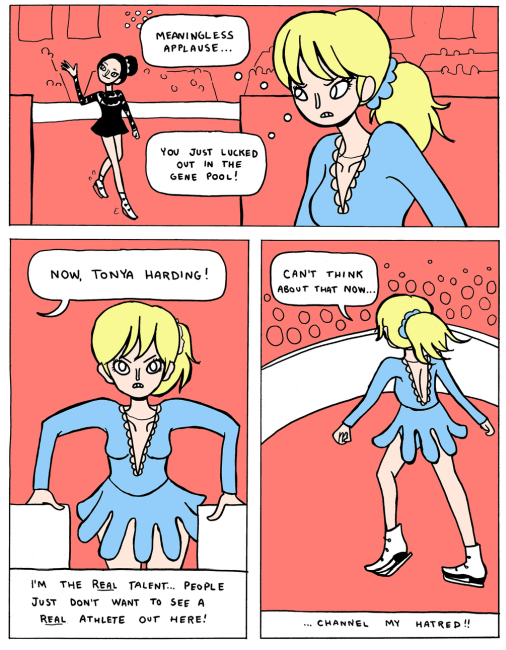 MEANINGLESS
APPLAUSE...
YOU JUST LUCKED
OUT IN THE
GENE POOL!
NOW, TONYA HARDING!
I'M THE REAL TALENT... PEOPLE
JUST DON'T WANT TO SEE A
REAL ATHLETE OUT HERE!
CAN'T THINK
ABOUT THAT NOW...
... CHANNEL MY HATRED!!